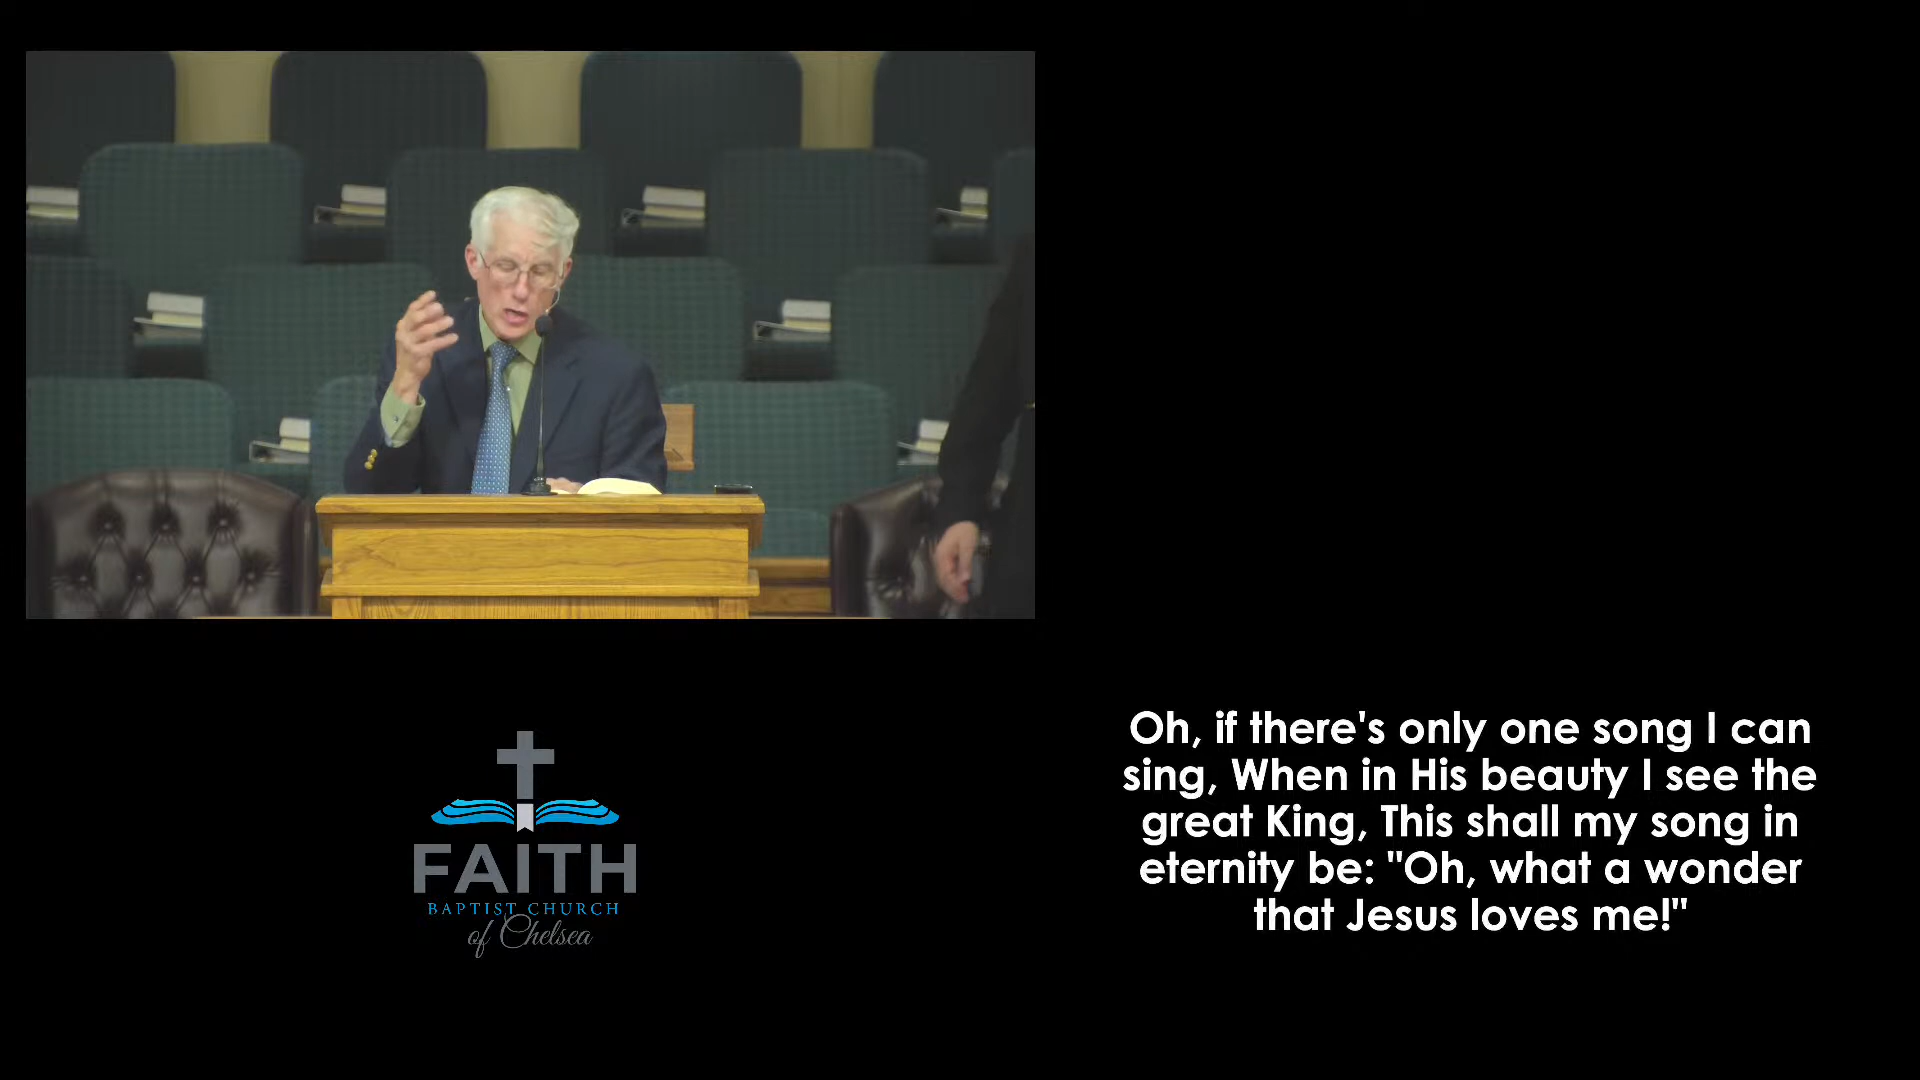 FAITH
BAPTIST CHURCH
of Chelsea
Oh, if there's only one song I can
sing, When in His beauty I see the
great King, This shall my song in
eternity be: "Oh, what a wonder
that Jesus loves me!"